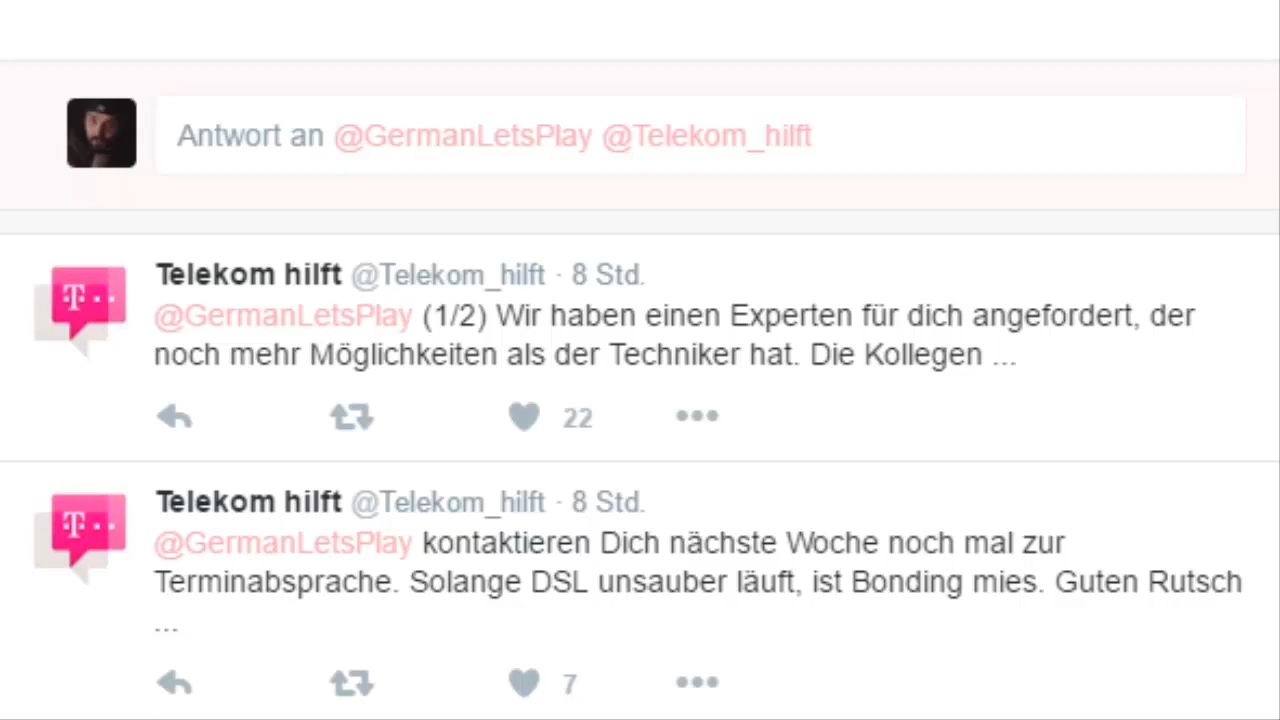 Antwort an @GermanLetsPlay @Telekom_hilft
Telekom hilft @Telekom_hilft · 8 Std.
@GermanLetsPlay (1/2) Wir haben einen Experten für dich angefordert, der
noch mehr Möglichkeiten als der Techniker hat. Die Kollegen ...
22
Telekom hilft @Telekom_hilft · 8 Std.
@GermanLetsPlay kontaktieren Dich nächste Woche noch mal zur
Terminabsprache. Solange DSL unsauber läuft, ist Bonding mies. Guten Rutsch
...
7